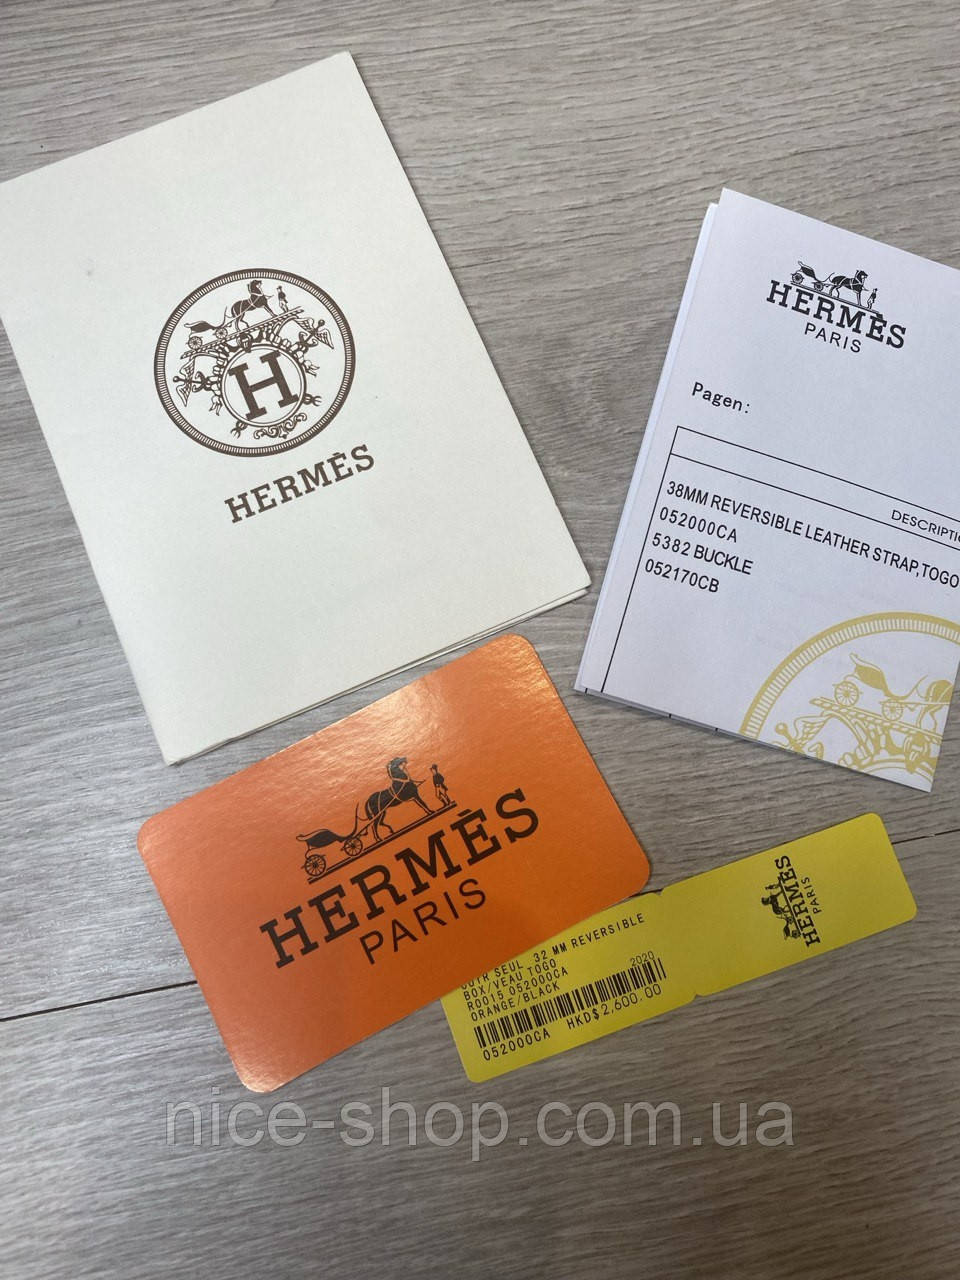 H
HERMÈS
HERMÈS
PARIS
Pagen:
38MM REVERSIBLE LEATHER STRAP,TOGO
052000CA
5382 BUCKLE
052170CB
HERMÈS
PARIS
SEUL 32 MM REVERSIBLE
BOX/VEAU TOGO 2020
R0015 052000CA
ORANGE/BLACK
052000CA HKD$2,600.00
HERMÈS
PARIS
nice-shop.com.ua